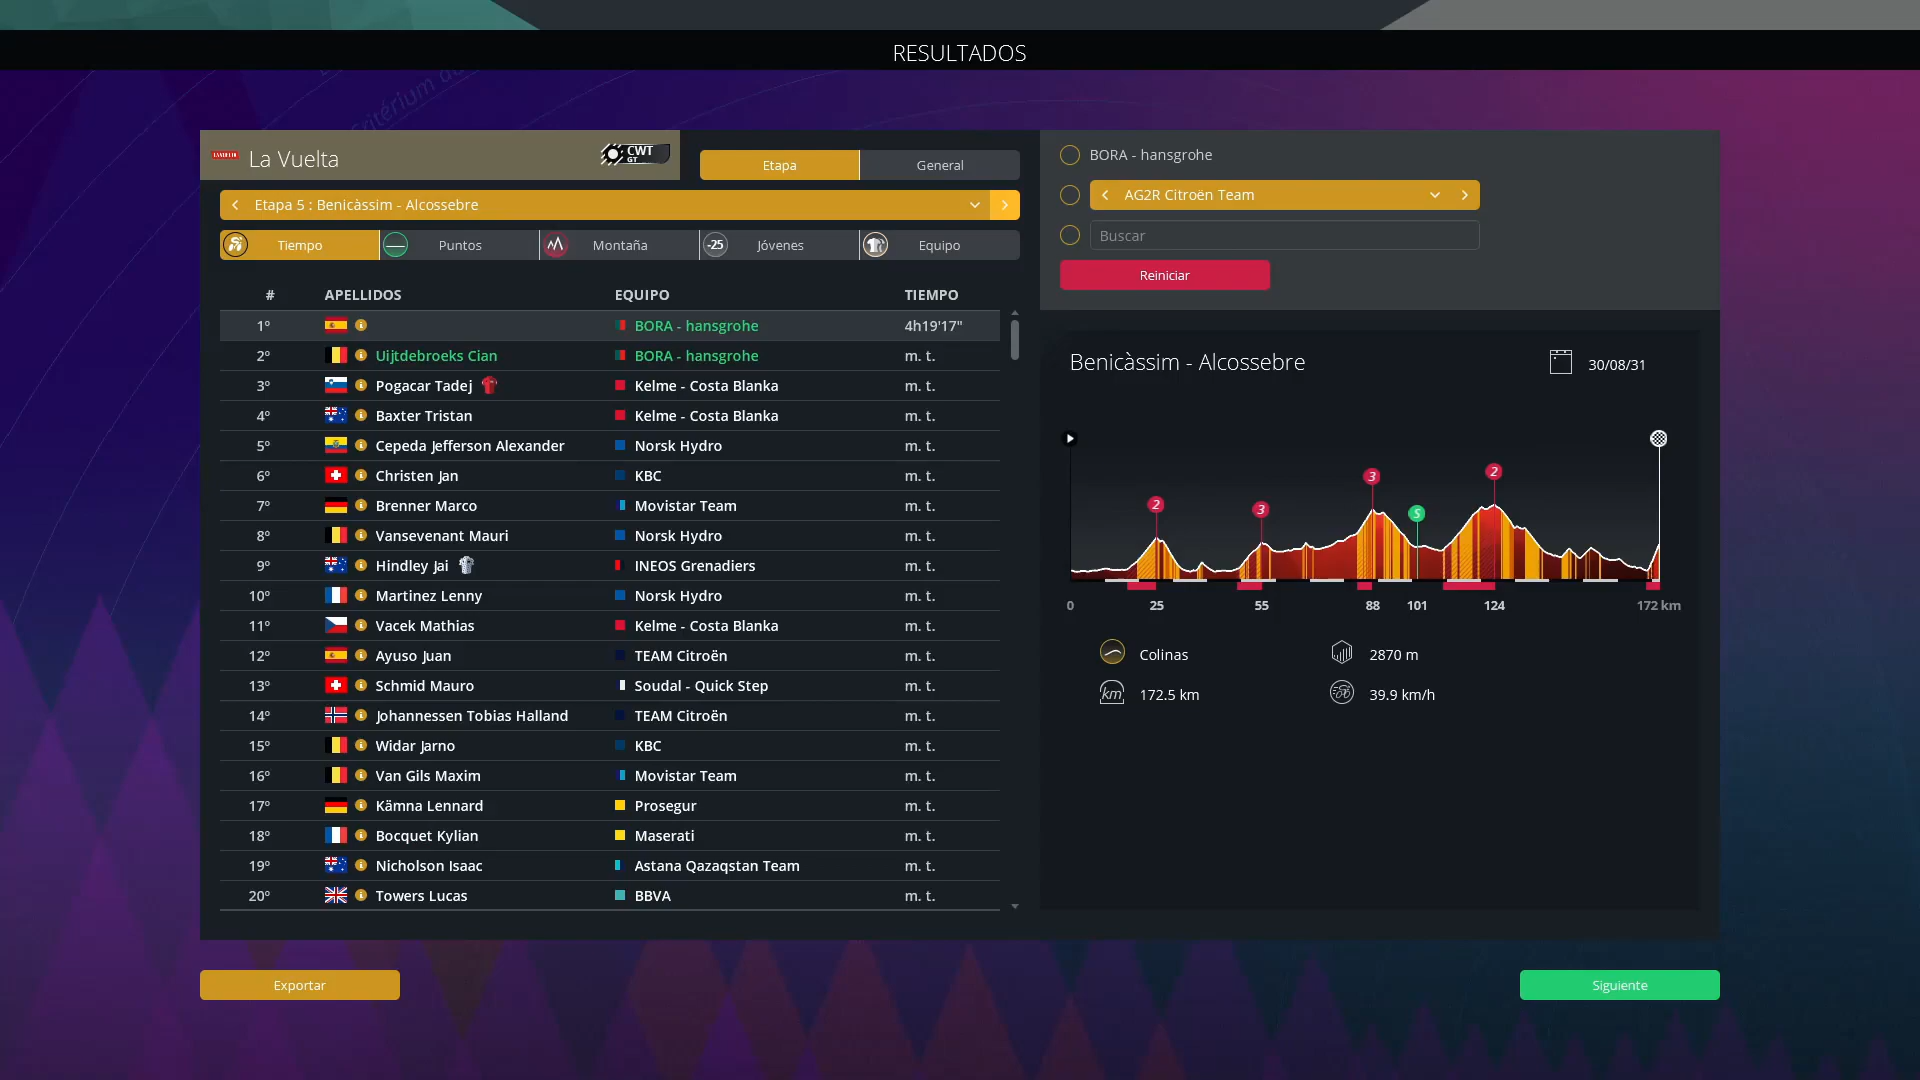 RESULTADOS
LA VUELTA
La Vuelta
CWT
GT
Etapa
General
Etapa 5 : Benicàssim - Alcossebre
Tiempo
Puntos
Montaña
-25
Jóvenes
Equipo
# APELLIDOS EQUIPO TIEMPO
1º BORA - hansgrohe 4h19'17"
2º Uijtdebroeks Cian BORA - hansgrohe m. t.
3º Pogacar Tadej Kelme - Costa Blanka m. t.
4º Baxter Tristan Kelme - Costa Blanka m. t.
5º Cepeda Jefferson Alexander Norsk Hydro m. t.
6º Christen Jan KBC m. t.
7º Brenner Marco Movistar Team m. t.
8º Vansevenant Mauri Norsk Hydro m. t.
9º Hindley Jai INEOS Grenadiers m. t.
10º Martinez Lenny Norsk Hydro m. t.
11º Vacek Mathias Kelme - Costa Blanka m. t.
12º Ayuso Juan TEAM Citroën m. t.
13º Schmid Mauro Soudal - Quick Step m. t.
14º Johannessen Tobias Halland TEAM Citroën m. t.
15º Widar Jarno KBC m. t.
16º Van Gils Maxim Movistar Team m. t.
17º Kämna Lennard Prosegur m. t.
18º Bocquet Kylian Maserati m. t.
19º Nicholson Isaac Astana Qazaqstan Team m. t.
20º Towers Lucas BBVA m. t.
BORA - hansgrohe
AG2R Citroën Team
Buscar
Reiniciar
Benicàssim - Alcossebre
30/08/31
2 3 3 S 2
0 25 55 88 101 124 172 km
Colinas
2870 m
km 172.5 km
39.9 km/h
Exportar
Siguiente